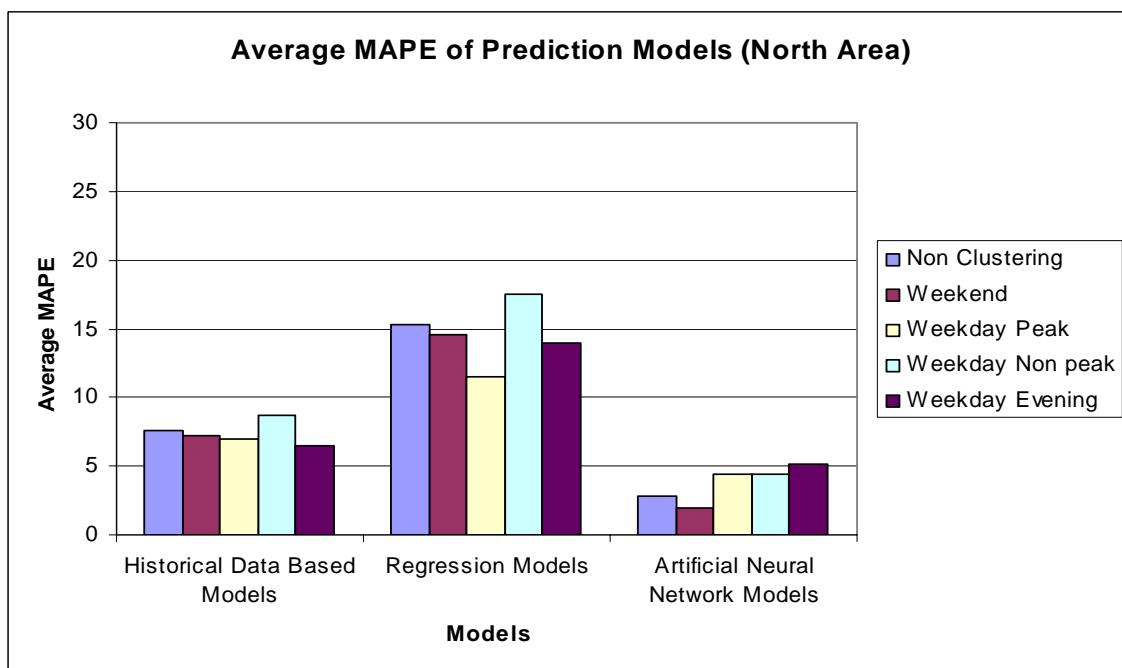 Average MAPE of Prediction Models (North Area)
30
25
20
15
10
5
0
Average MAPE
Historical Data Based
Models
Regression Models
Artificial Neural
Network Models
Models
Non Clustering
Weekend
Weekday Peak
Weekday Non peak
Weekday Evening